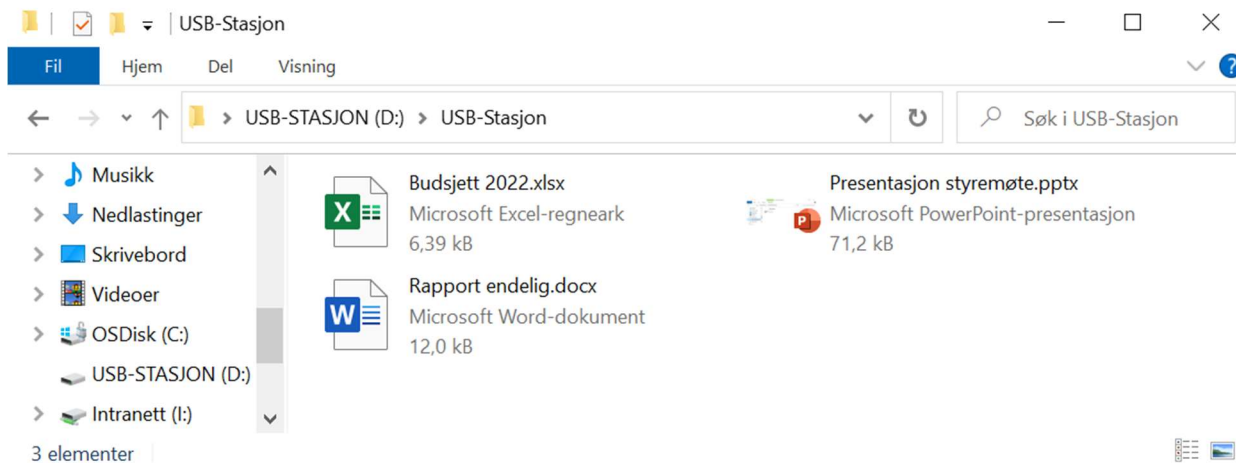 USB-Stasjon
Fil Hjem Del Visning
USB-STASJON (D:) > USB-Stasjon
Søk i USB-Stasjon
Musikk
Nedlastinger
Skrivebord
Videoer
OSDisk (C:)
USB-STASJON (D:)
Intranett (I:)
Budsjett 2022.xlsx
Microsoft Excel-regneark
6,39 kB
Rapport endelig.docx
Microsoft Word-dokument
12,0 kB
Presentasjon styremøte.pptx
Microsoft PowerPoint-presentasjon
71,2 kB
3 elementer